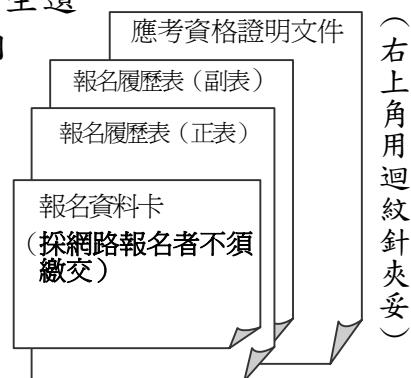 應考資格證明文件
報名履歷表（副表）
報名履歷表（正表）
報名資料卡
（採網路報名者不須
繳交）
（右上角用迴紋針夾妥）